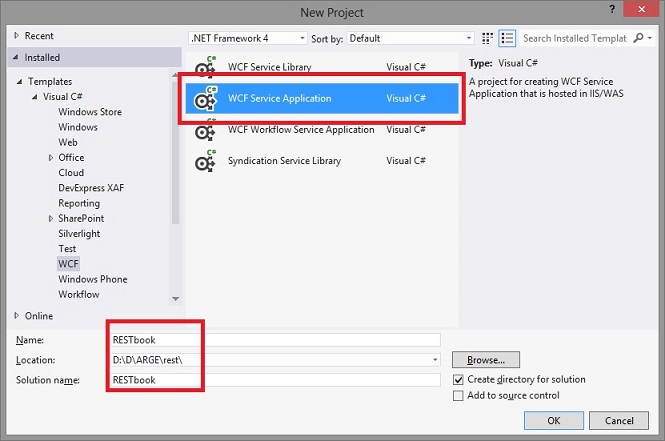 New Project
?
Recent
.NET Framework 4
Sort by:
Default
Search Installed Templat
Installed
Templates
Visual C#
Windows Store
Windows
Web
Office
Cloud
DevExpress XAF
Reporting
SharePoint
Silverlight
Test
WCF
Windows Phone
Workflow
Online
C# WCF Service Library Visual C#
C# WCF Service Application Visual C#
C# WCF Workflow Service Application Visual C#
C# Syndication Service Library Visual C#
Type: Visual C#
A project for creating WCF Service
Application that is hosted in IIS/WAS
Name: RESTbook
Location: D:\D\ARGE\rest\ Browse...
Solution name: RESTbook
Create directory for solution
Add to source control
OK Cancel